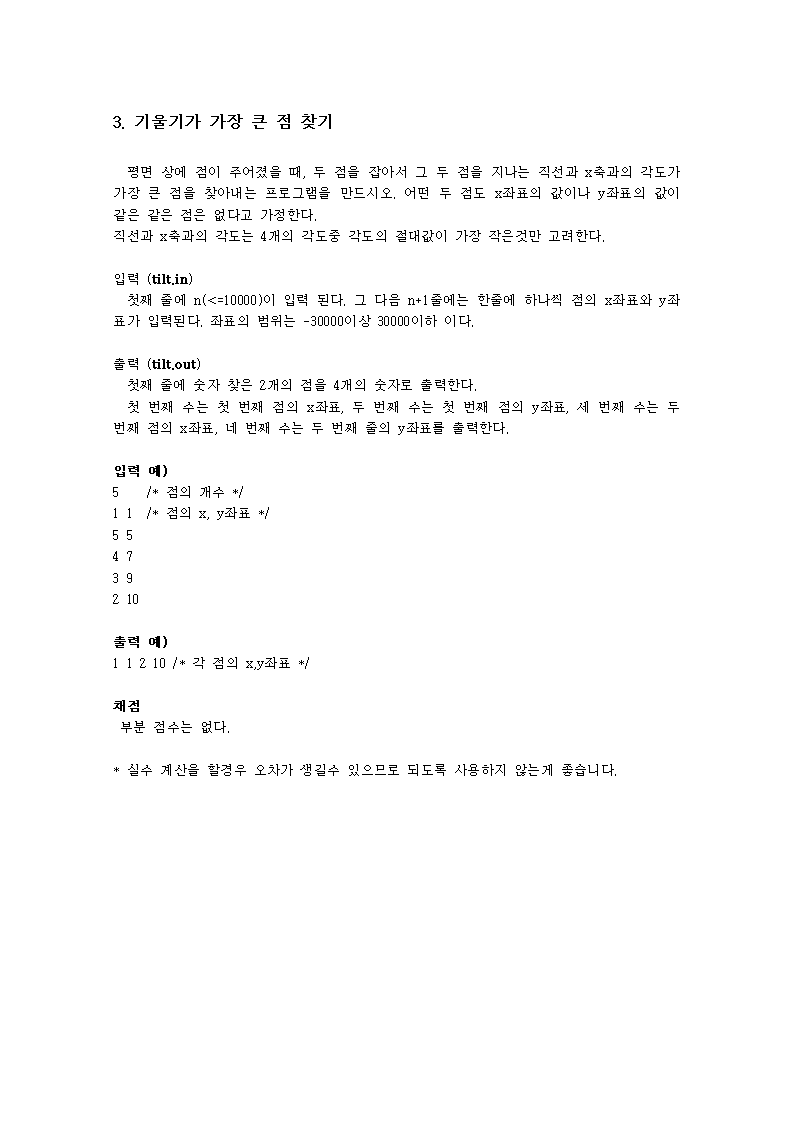 3. 기울기가 가장 큰 점 찾기
평면 상에 점이 주어졌을 때, 두 점을 잡아서 그 두 점을 지나는 직선과 x축과의 각도가
가장 큰 점을 찾아내는 프로그램을 만드시오. 어떤 두 점도 x좌표의 값이나 y좌표의 값이
같은 같은 점은 없다고 가정한다.
직선과 x축과의 각도는 4개의 각도중 각도의 절대값이 가장 작은것만 고려한다.
입력 (tilt.in)
첫째 줄에 n(<=10000)이 입력 된다. 그 다음 n+1줄에는 한줄에 하나씩 점의 x좌표와 y좌
표가 입력된다. 좌표의 범위는 -30000이상 30000이하 이다.
출력 (tilt.out)
첫째 줄에 숫자 찾은 2개의 점을 4개의 숫자로 출력한다.
첫 번째 수는 첫 번째 점의 x좌표, 두 번째 수는 첫 번째 점의 y좌표, 세 번째 수는 두
번째 점의 x좌표, 네 번째 수는 두 번째 줄의 y좌표를 출력한다.
입력 예)
5 /* 점의 개수 */
1 1 /* 점의 x, y좌표 */
5 5
4 7
3 9
2 10
출력 예)
1 1 2 10 /* 각 점의 x,y좌표 */
채점
부분 점수는 없다.
* 실수 계산을 할경우 오차가 생길수 있으므로 되도록 사용하지 않는게 좋습니다.